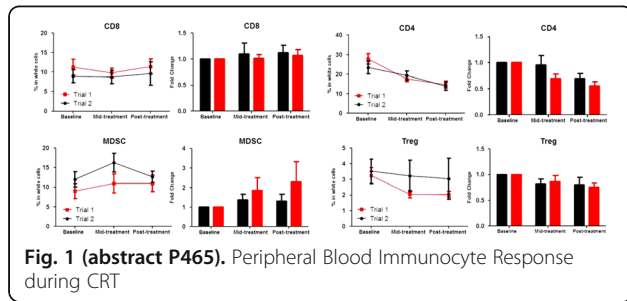 CD8
% in white cells
20
15
10
5
0
Trial 1
Trial 2
Baseline Mid-treatment Post-treatment
CD8
Fold Change
1.5
1.0
0.5
0.0
Baseline Mid-treatment Post-treatment
CD4
% in white cells
40
30
20
10
0
Trial 1
Trial 2
Baseline Mid-treatment Post-treatment
CD4
Fold Change
1.5
1.0
0.5
0.0
Baseline Mid-treatment Post-treatment
MDSC
% in white cells
20
15
10
5
0
Trial 1
Trial 2
Baseline Mid-treatment Post-treatment
MDSC
Fold Change
4
3
2
1
0
Baseline Mid-treatment Post-treatment
Treg
% in white cells
5
4
3
2
1
0
Trial 1
Trial 2
Baseline Mid-treatment Post-treatment
Treg
Fold Change
1.5
1.0
0.5
0.0
Baseline Mid-treatment Post-treatment
Fig. 1 (abstract P465). Peripheral Blood Immunocyte Response
during CRT